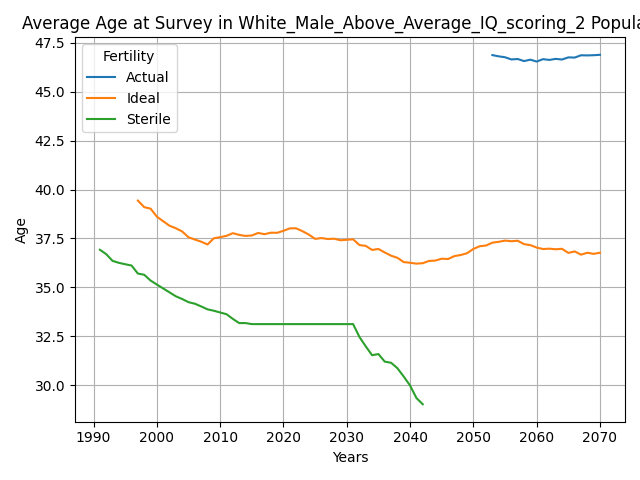 Average Age at Survey in White_Male_Above_Average_IQ_scoring_2 Popula
47.5
45.0
42.5
40.0
37.5
35.0
32.5
30.0
Age
Fertility
Actual
Ideal
Sterile
1990 2000 2010 2020 2030 2040 2050 2060 2070
Years